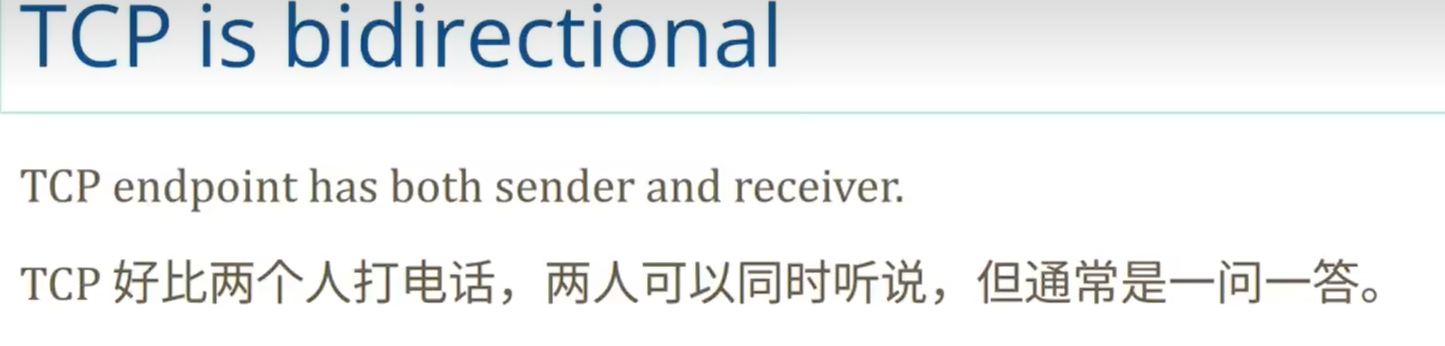 TCP is bidirectional
TCP endpoint has both sender and receiver.
TCP 好比两个人打电话，两人可以同时听说，但通常是一问一答。